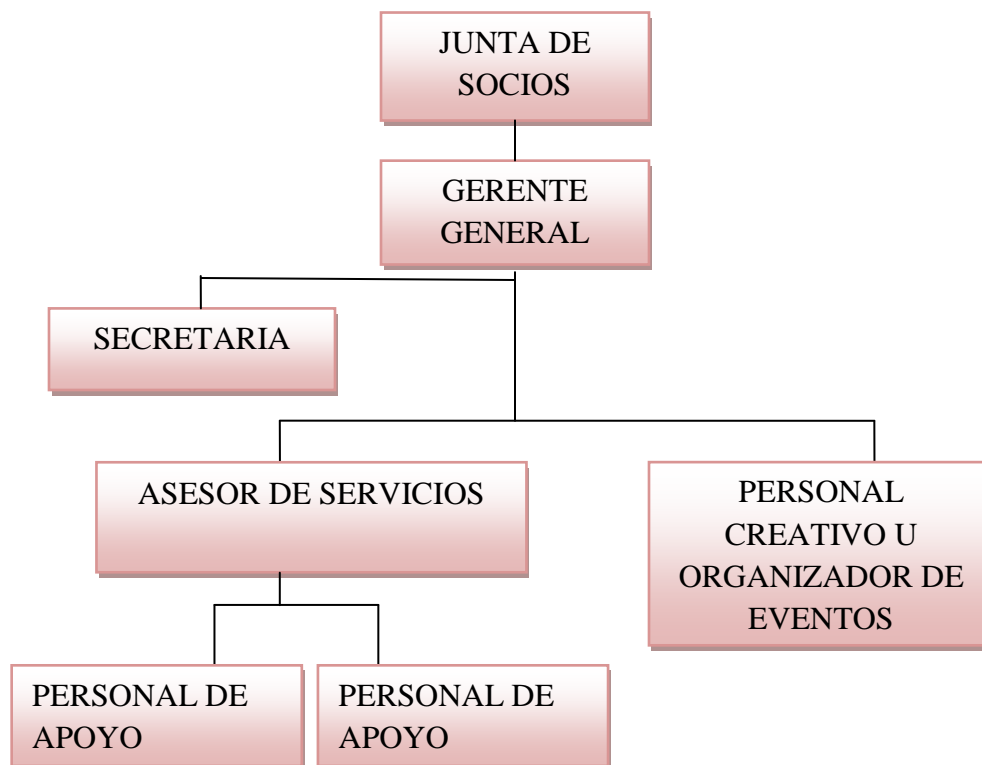 JUNTA DE
SOCIOS
GERENTE
GENERAL
SECRETARIA
ASESOR DE SERVICIOS
PERSONAL
CREATIVO U
ORGANIZADOR DE
EVENTOS
PERSONAL DE
APOYO
PERSONAL DE
APOYO